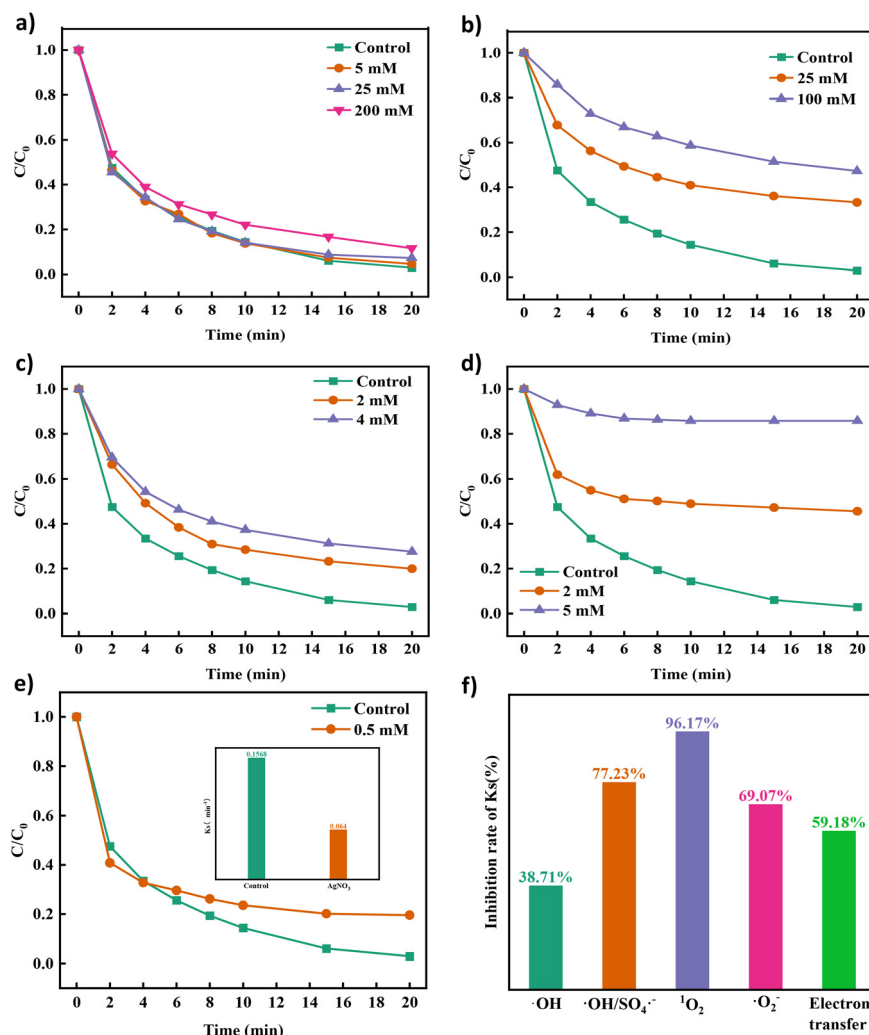 a)
Control
5 mM
25 mM
200 mM
1.0
0.8
0.6
0.4
0.2
0.0
C/C₀
0 2 4 6 8 10 12 14 16 18 20
Time (min)
b)
Control
25 mM
100 mM
1.0
0.8
0.6
0.4
0.2
0.0
C/C₀
0 2 4 6 8 10 12 14 16 18 20
Time (min)
c)
Control
2 mM
4 mM
1.0
0.8
0.6
0.4
0.2
0.0
C/C₀
0 2 4 6 8 10 12 14 16 18 20
Time (min)
d)
1.0
0.8
0.6
0.4
0.2
0.0
C/C₀
Control
2 mM
5 mM
0 2 4 6 8 10 12 14 16 18 20
Time (min)
e)
Control
0.5 mM
1.0
0.8
0.6
0.4
0.2
0.0
C/C₀
0.1568
0.064
Ks( min⁻¹)
Control AgNO₃
0 2 4 6 8 10 12 14 16 18 20
Time (min)
f)
Inhibition rate of Ks(%)
38.71%
77.23%
96.17%
69.07%
59.18%
·OH ·OH/SO₄·⁻ ¹O₂ ·O₂⁻ Electron
transfer